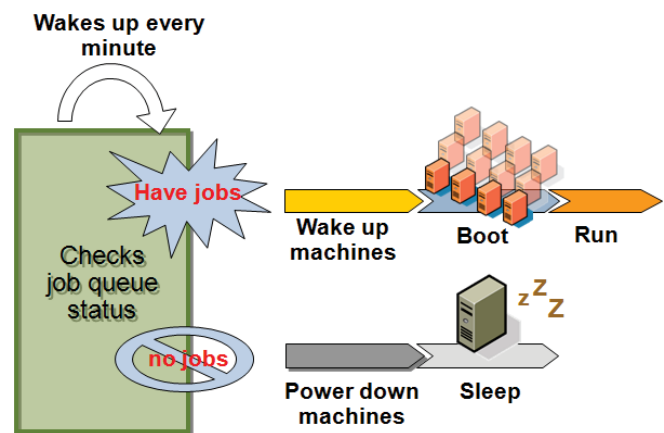 Wakes up every
minute
Have jobs
Checks
job queue
status
no jobs
Wake up
machines
Boot
Run
z Z Z
Power down
machines
Sleep